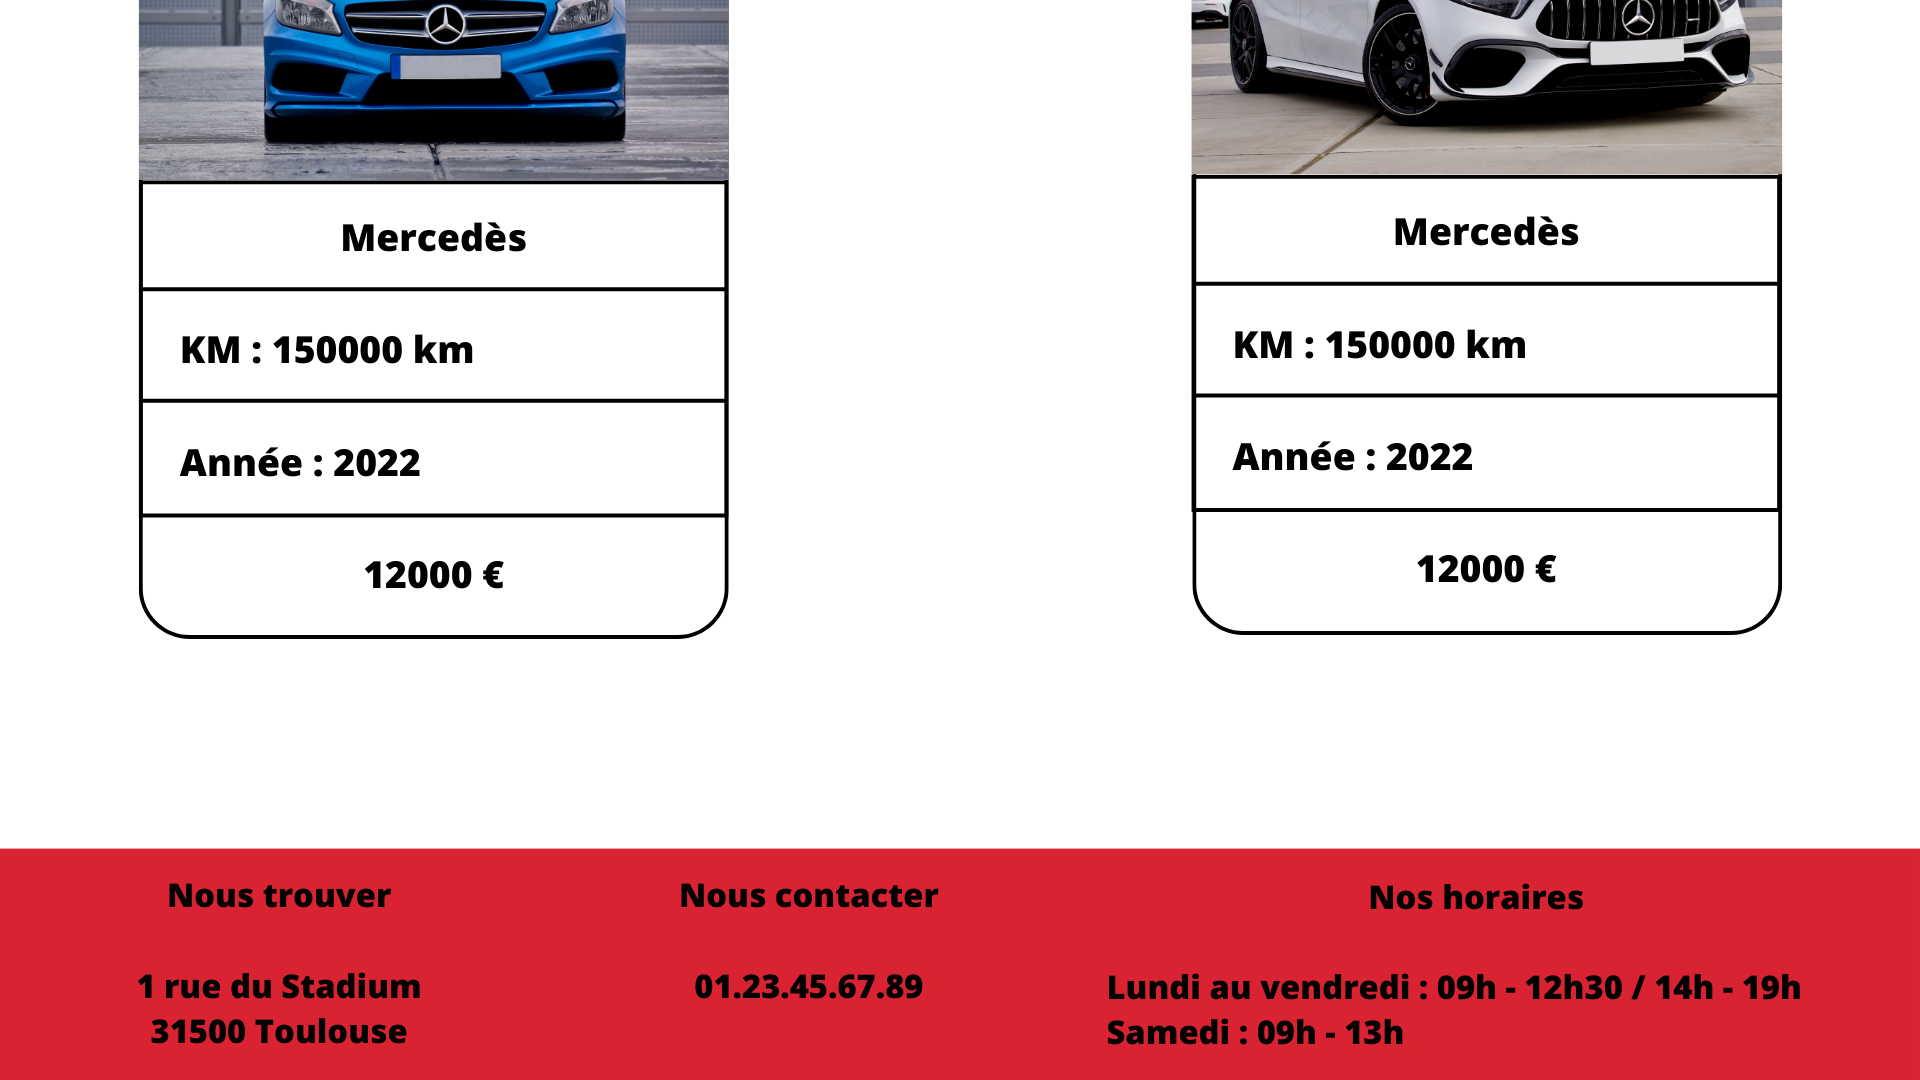 Mercedès
KM : 150000 km
Année : 2022
12000 €
Mercedès
KM : 150000 km
Année : 2022
12000 €
Nous trouver
1 rue du Stadium
31500 Toulouse
Nous contacter
01.23.45.67.89
Nos horaires
Lundi au vendredi : 09h - 12h30 / 14h - 19h
Samedi : 09h - 13h